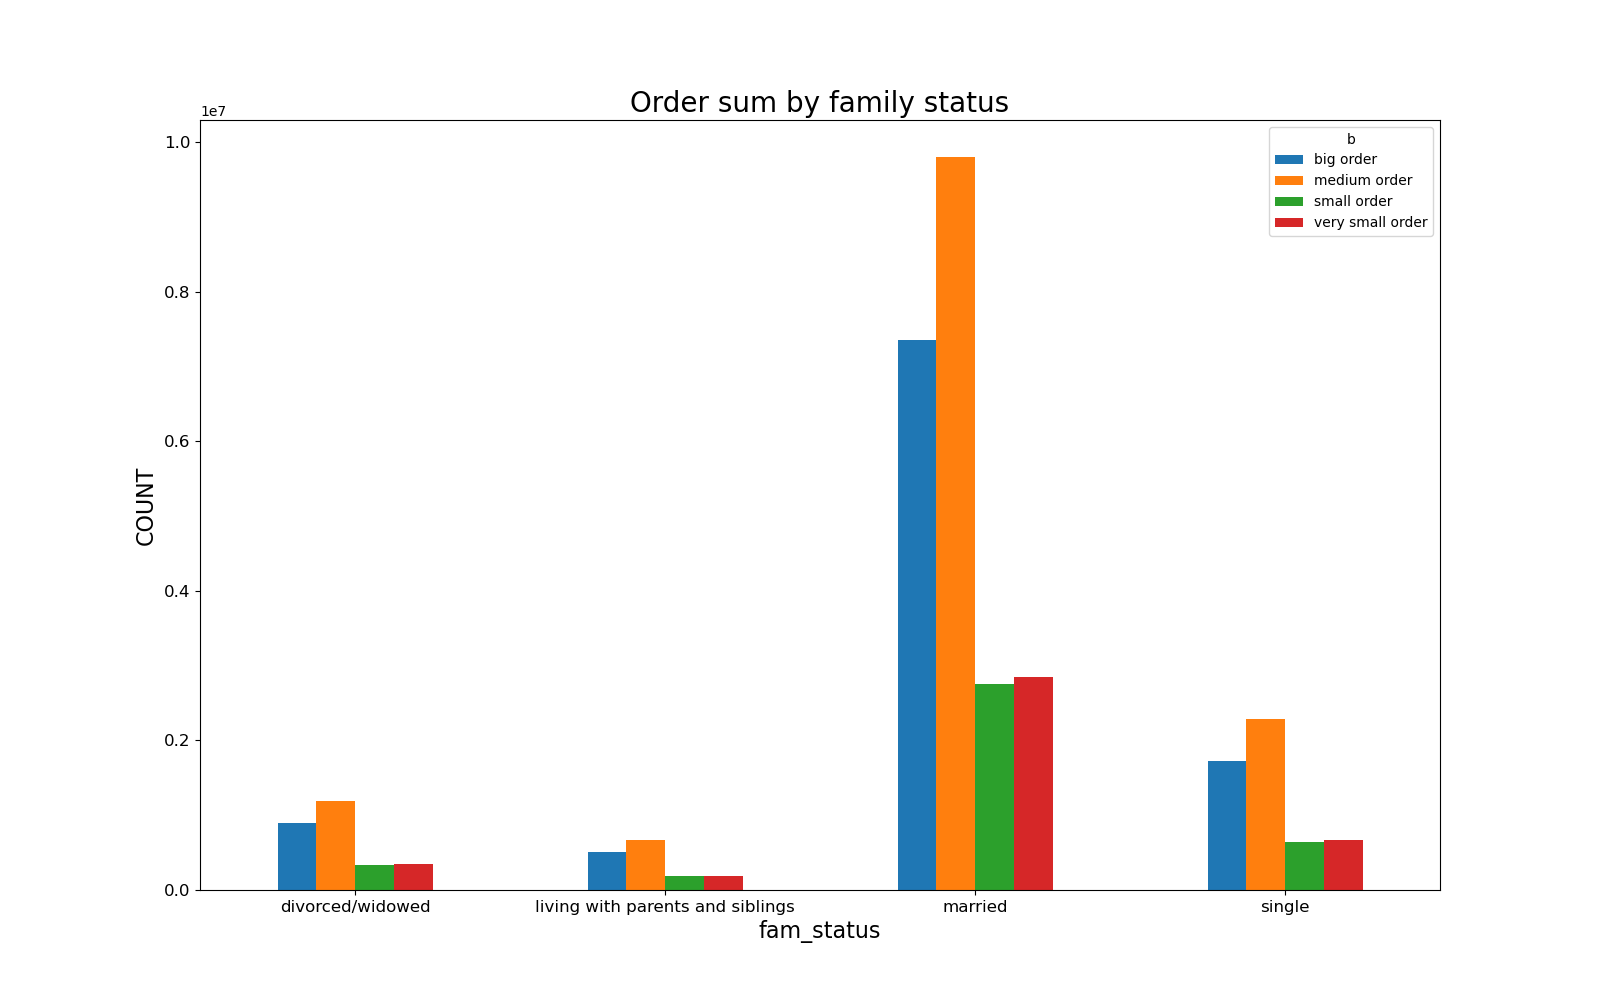 Order sum by family status
1e7
1.0
0.8
0.6
0.4
0.2
0.0
COUNT
b
big order
medium order
small order
very small order
divorced/widowed
living with parents and siblings
married
single
fam_status